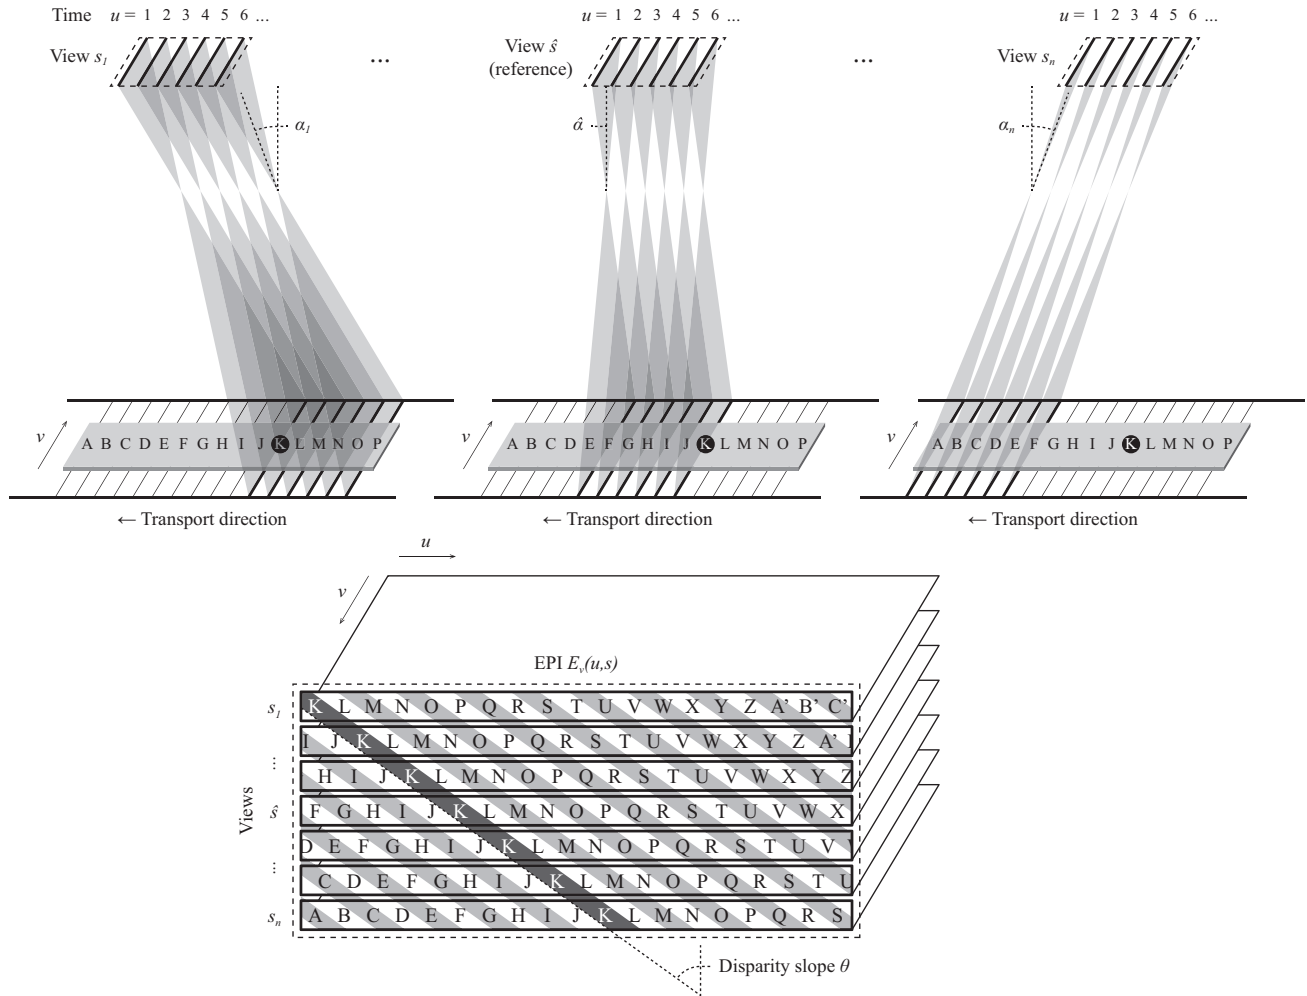 Time u = 1 2 3 4 5 6 ...
View s1
α1
...
u = 1 2 3 4 5 6 ...
View ŝ
(reference)
α̂
...
u = 1 2 3 4 5 6 ...
View sn
αn
v A B C D E F G H I J K L M N O P
v A B C D E F G H I J K L M N O P
v A B C D E F G H I J K L M N O P
← Transport direction
← Transport direction
← Transport direction
u
v
EPI Ev(u,s)
Views
s1 K L M N O P Q R S T U V W X Y Z A' B' C'
I J K L M N O P Q R S T U V W X Y Z A'
... H I J K L M N O P Q R S T U V W X Y Z
ŝ F G H I J K L M N O P Q R S T U V W X
D E F G H I J K L M N O P Q R S T U V
... C D E F G H I J K L M N O P Q R S T U
sn A B C D E F G H I J K L M N O P Q R S
Disparity slope θ